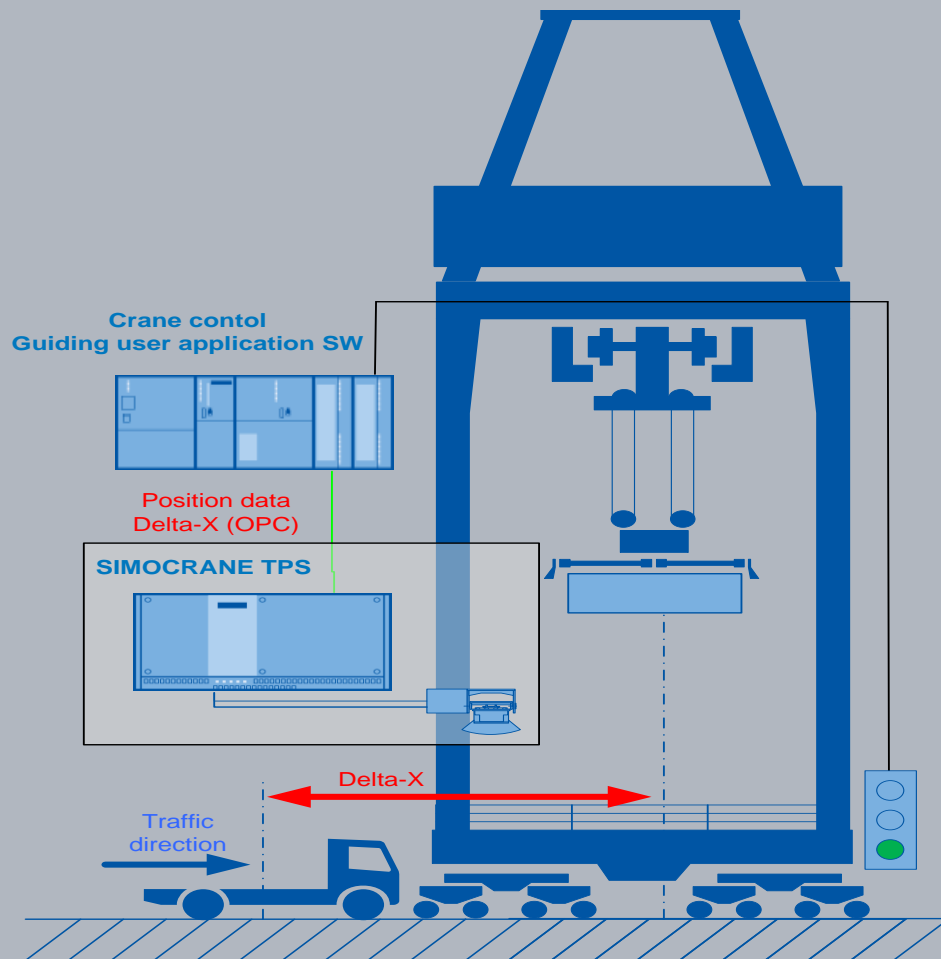 Crane contol
Guiding user application SW
Position data
Delta-X (OPC)
SIMOCRANE TPS
Delta-X
Traffic
direction